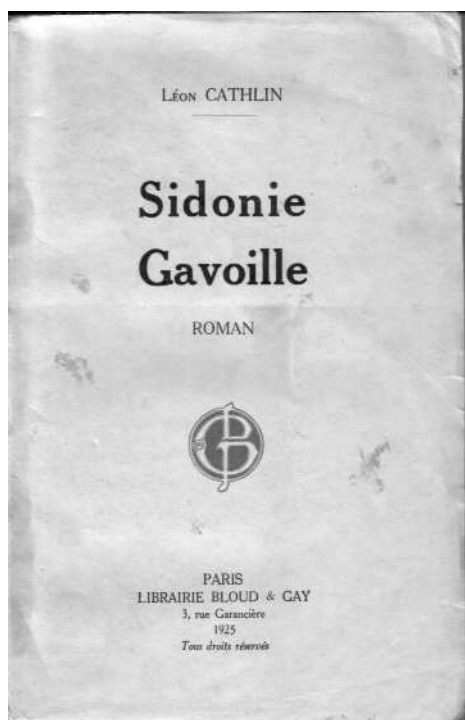 Léon CATHLIN
Sidonie
Gavoille
ROMAN
PARIS
LIBRAIRIE BLOUD & GAY
3, rue Garancière
1925
Tous droits réservés